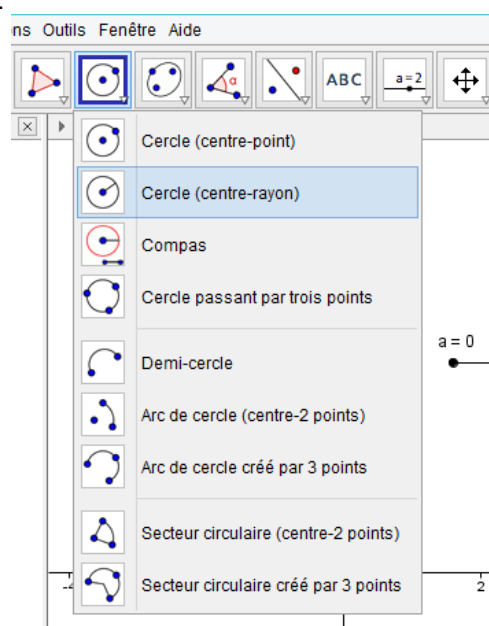 ns Outils Fenêtre Aide
α ABC a=2
Cercle (centre-point)
Cercle (centre-rayon)
Compas
Cercle passant par trois points
a = 0
Demi-cercle
Arc de cercle (centre-2 points)
Arc de cercle créé par 3 points
Secteur circulaire (centre-2 points)
Secteur circulaire créé par 3 points
2